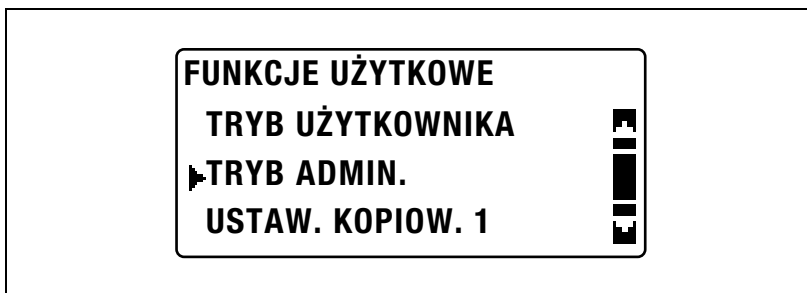 FUNKCJE UŻYTKOWE
TRYB UŻYTKOWNIKA
TRYB ADMIN.
USTAW. KOPIOW. 1